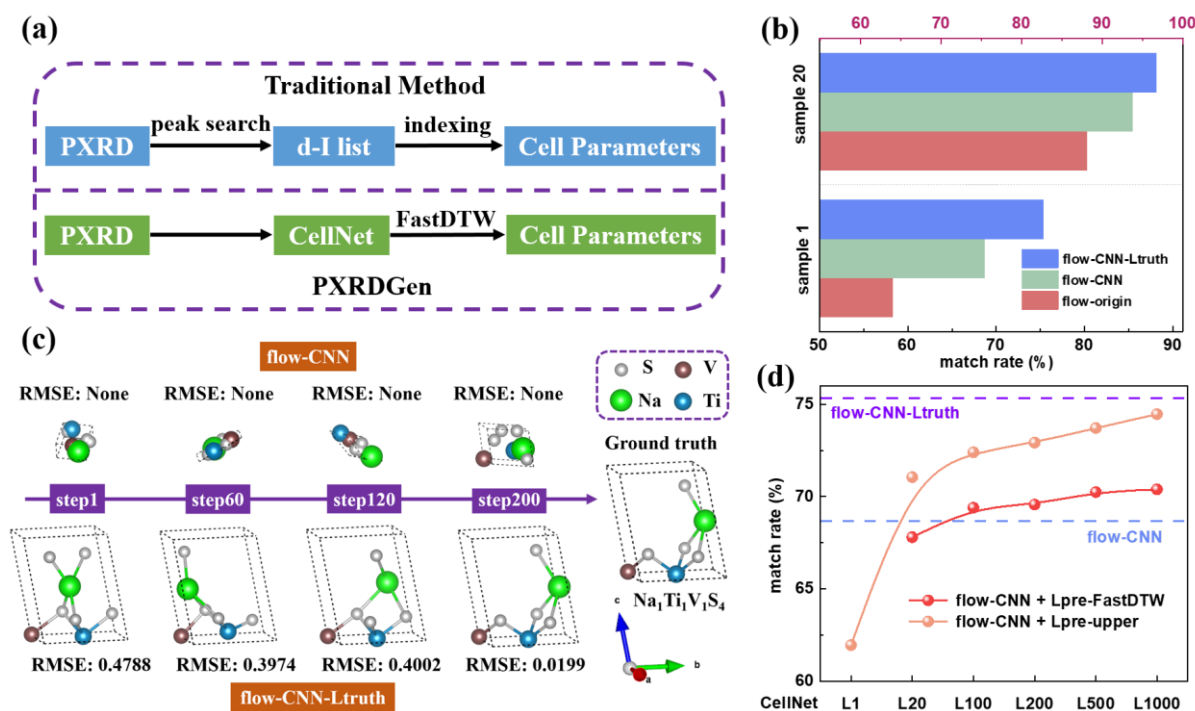 (a)
Traditional Method
peak search
indexing
PXRD
d-I list
Cell Parameters
FastDTW
PXRD
CellNet
Cell Parameters
PXRDGen
(b)
60 70 80 90 100
sample 20
sample 1
flow-CNN-Ltruth
flow-CNN
flow-origin
50 60 70 80 90
match rate (%)
(c)
flow-CNN
RMSE: None RMSE: None RMSE: None RMSE: None
S V
Na Ti
Ground truth
step1 step60 step120 step200
Na1Ti1V1S4
c
b
a
RMSE: 0.4788 RMSE: 0.3974 RMSE: 0.4002 RMSE: 0.0199
flow-CNN-Ltruth
(d)
75
70
65
60
match rate (%)
flow-CNN-Ltruth
flow-CNN
flow-CNN + Lpre-FastDTW
flow-CNN + Lpre-upper
CellNet L1 L20 L100 L200 L500 L1000